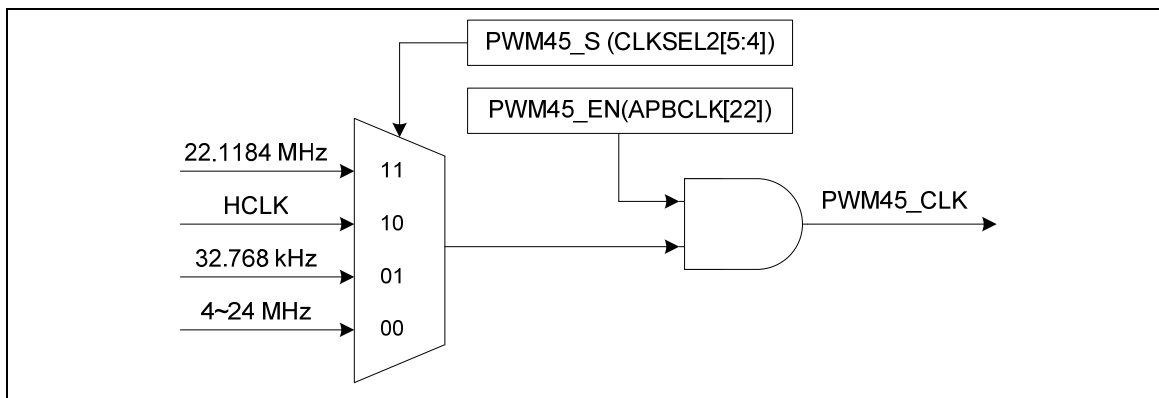 PWM45_S (CLKSEL2[5:4])
PWM45_EN(APBCLK[22])
22.1184 MHz
11
PWM45_CLK
HCLK
10
32.768 kHz
01
4~24 MHz
00